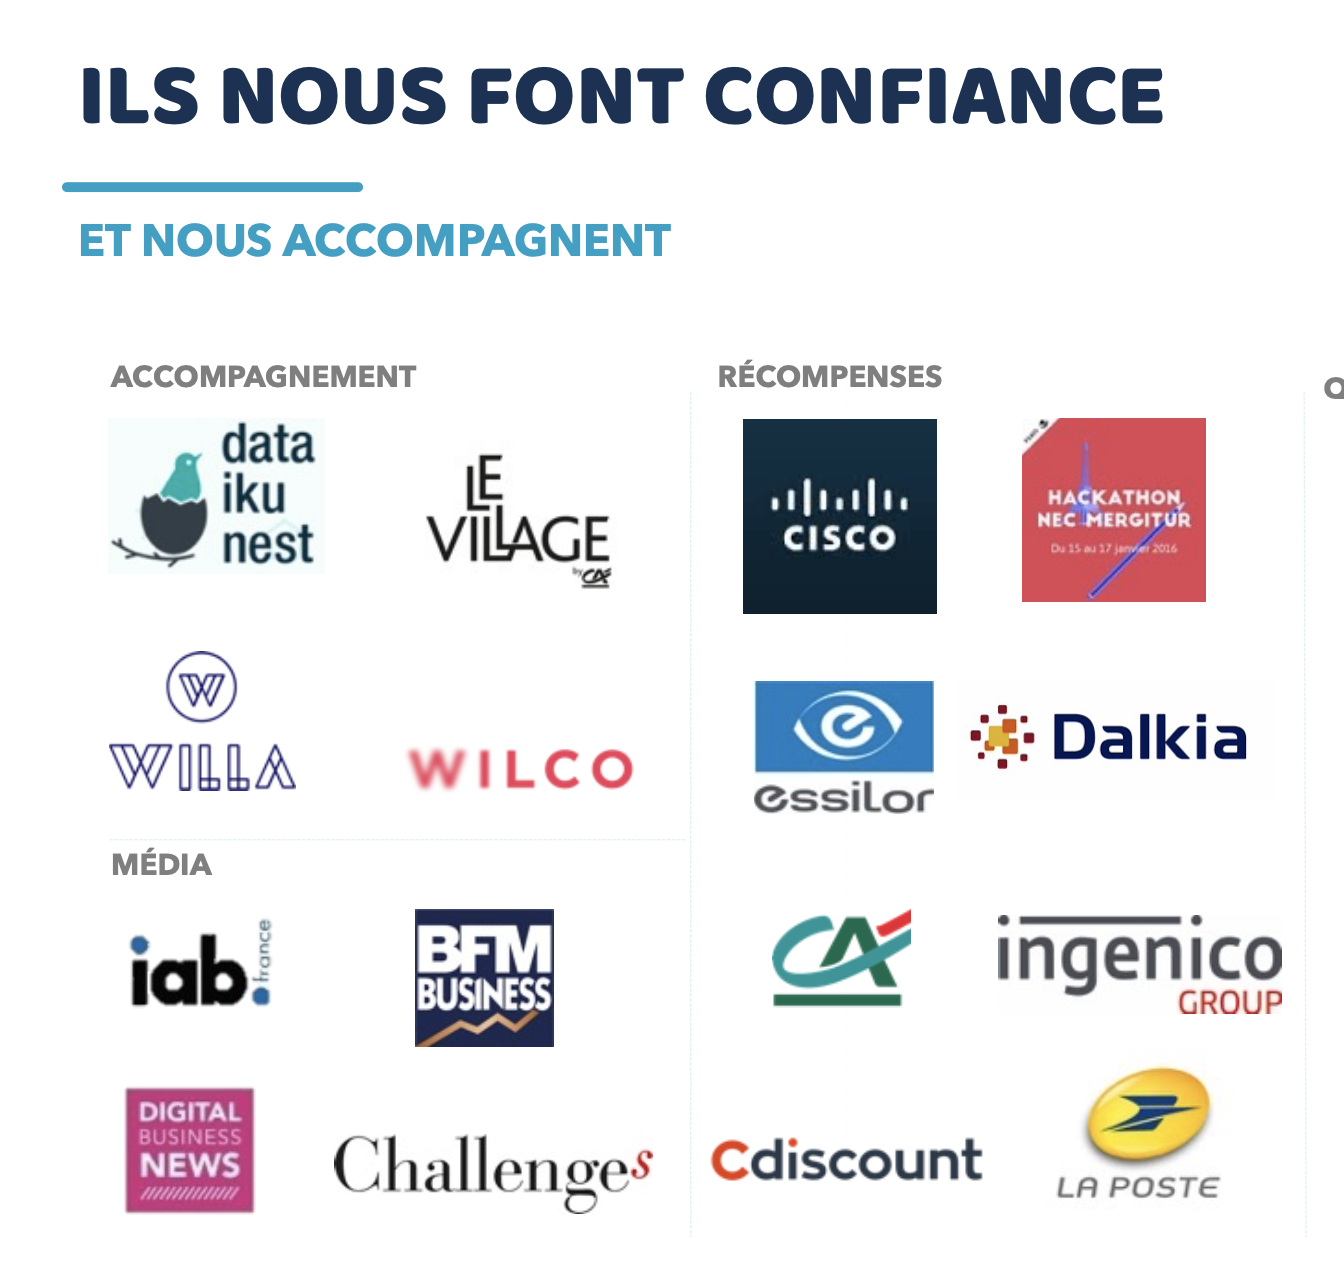 ILS NOUS FONT CONFIANCE
ET NOUS ACCOMPAGNENT
ACCOMPAGNEMENT
data
iku
nest
LE
VILLAGE
by CA
W
WILLA
WILCO
MÉDIA
iab.france
BFM
BUSINESS
DIGITAL
BUSINESS
NEWS
Challenges
RÉCOMPENSES
CISCO
HACKATHON
NEC MERGITUR
Du 15 au 17 janvier 2016
e
essilor
Dalkia
CA
ingenico
GROUP
Cdiscount
LA POSTE